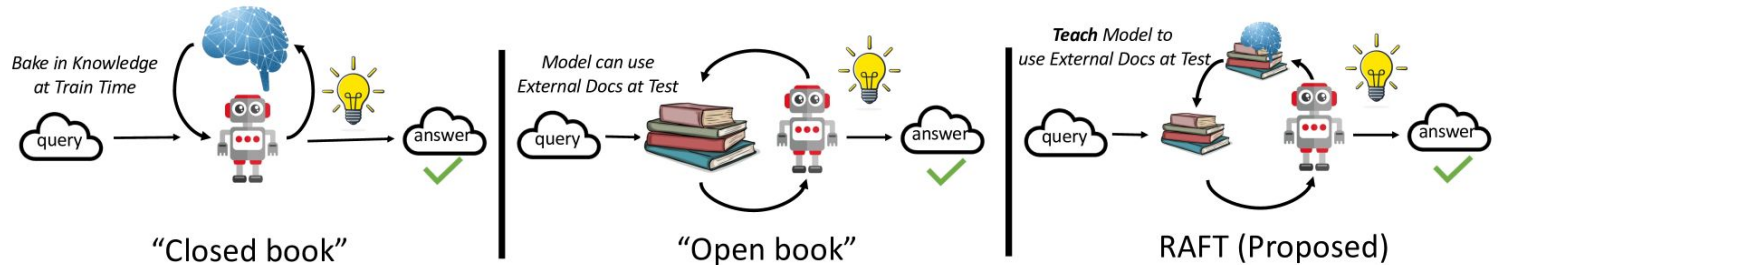 Bake in Knowledge
at Train Time
query
answer
“Closed book”
Model can use
External Docs at Test
query
answer
“Open book”
Teach Model to
use External Docs at Test
query
answer
RAFT (Proposed)